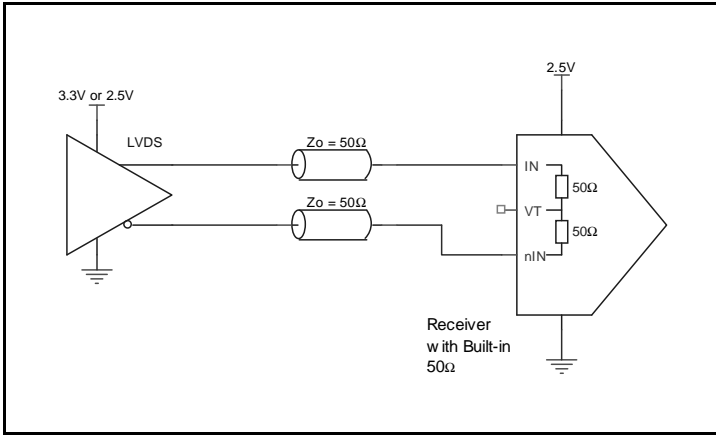 2.5V
3.3V or 2.5V
LVDS
Zo = 50Ω
IN
50Ω
Zo = 50Ω
VT
50Ω
nIN
Receiver
with Built-in
50Ω